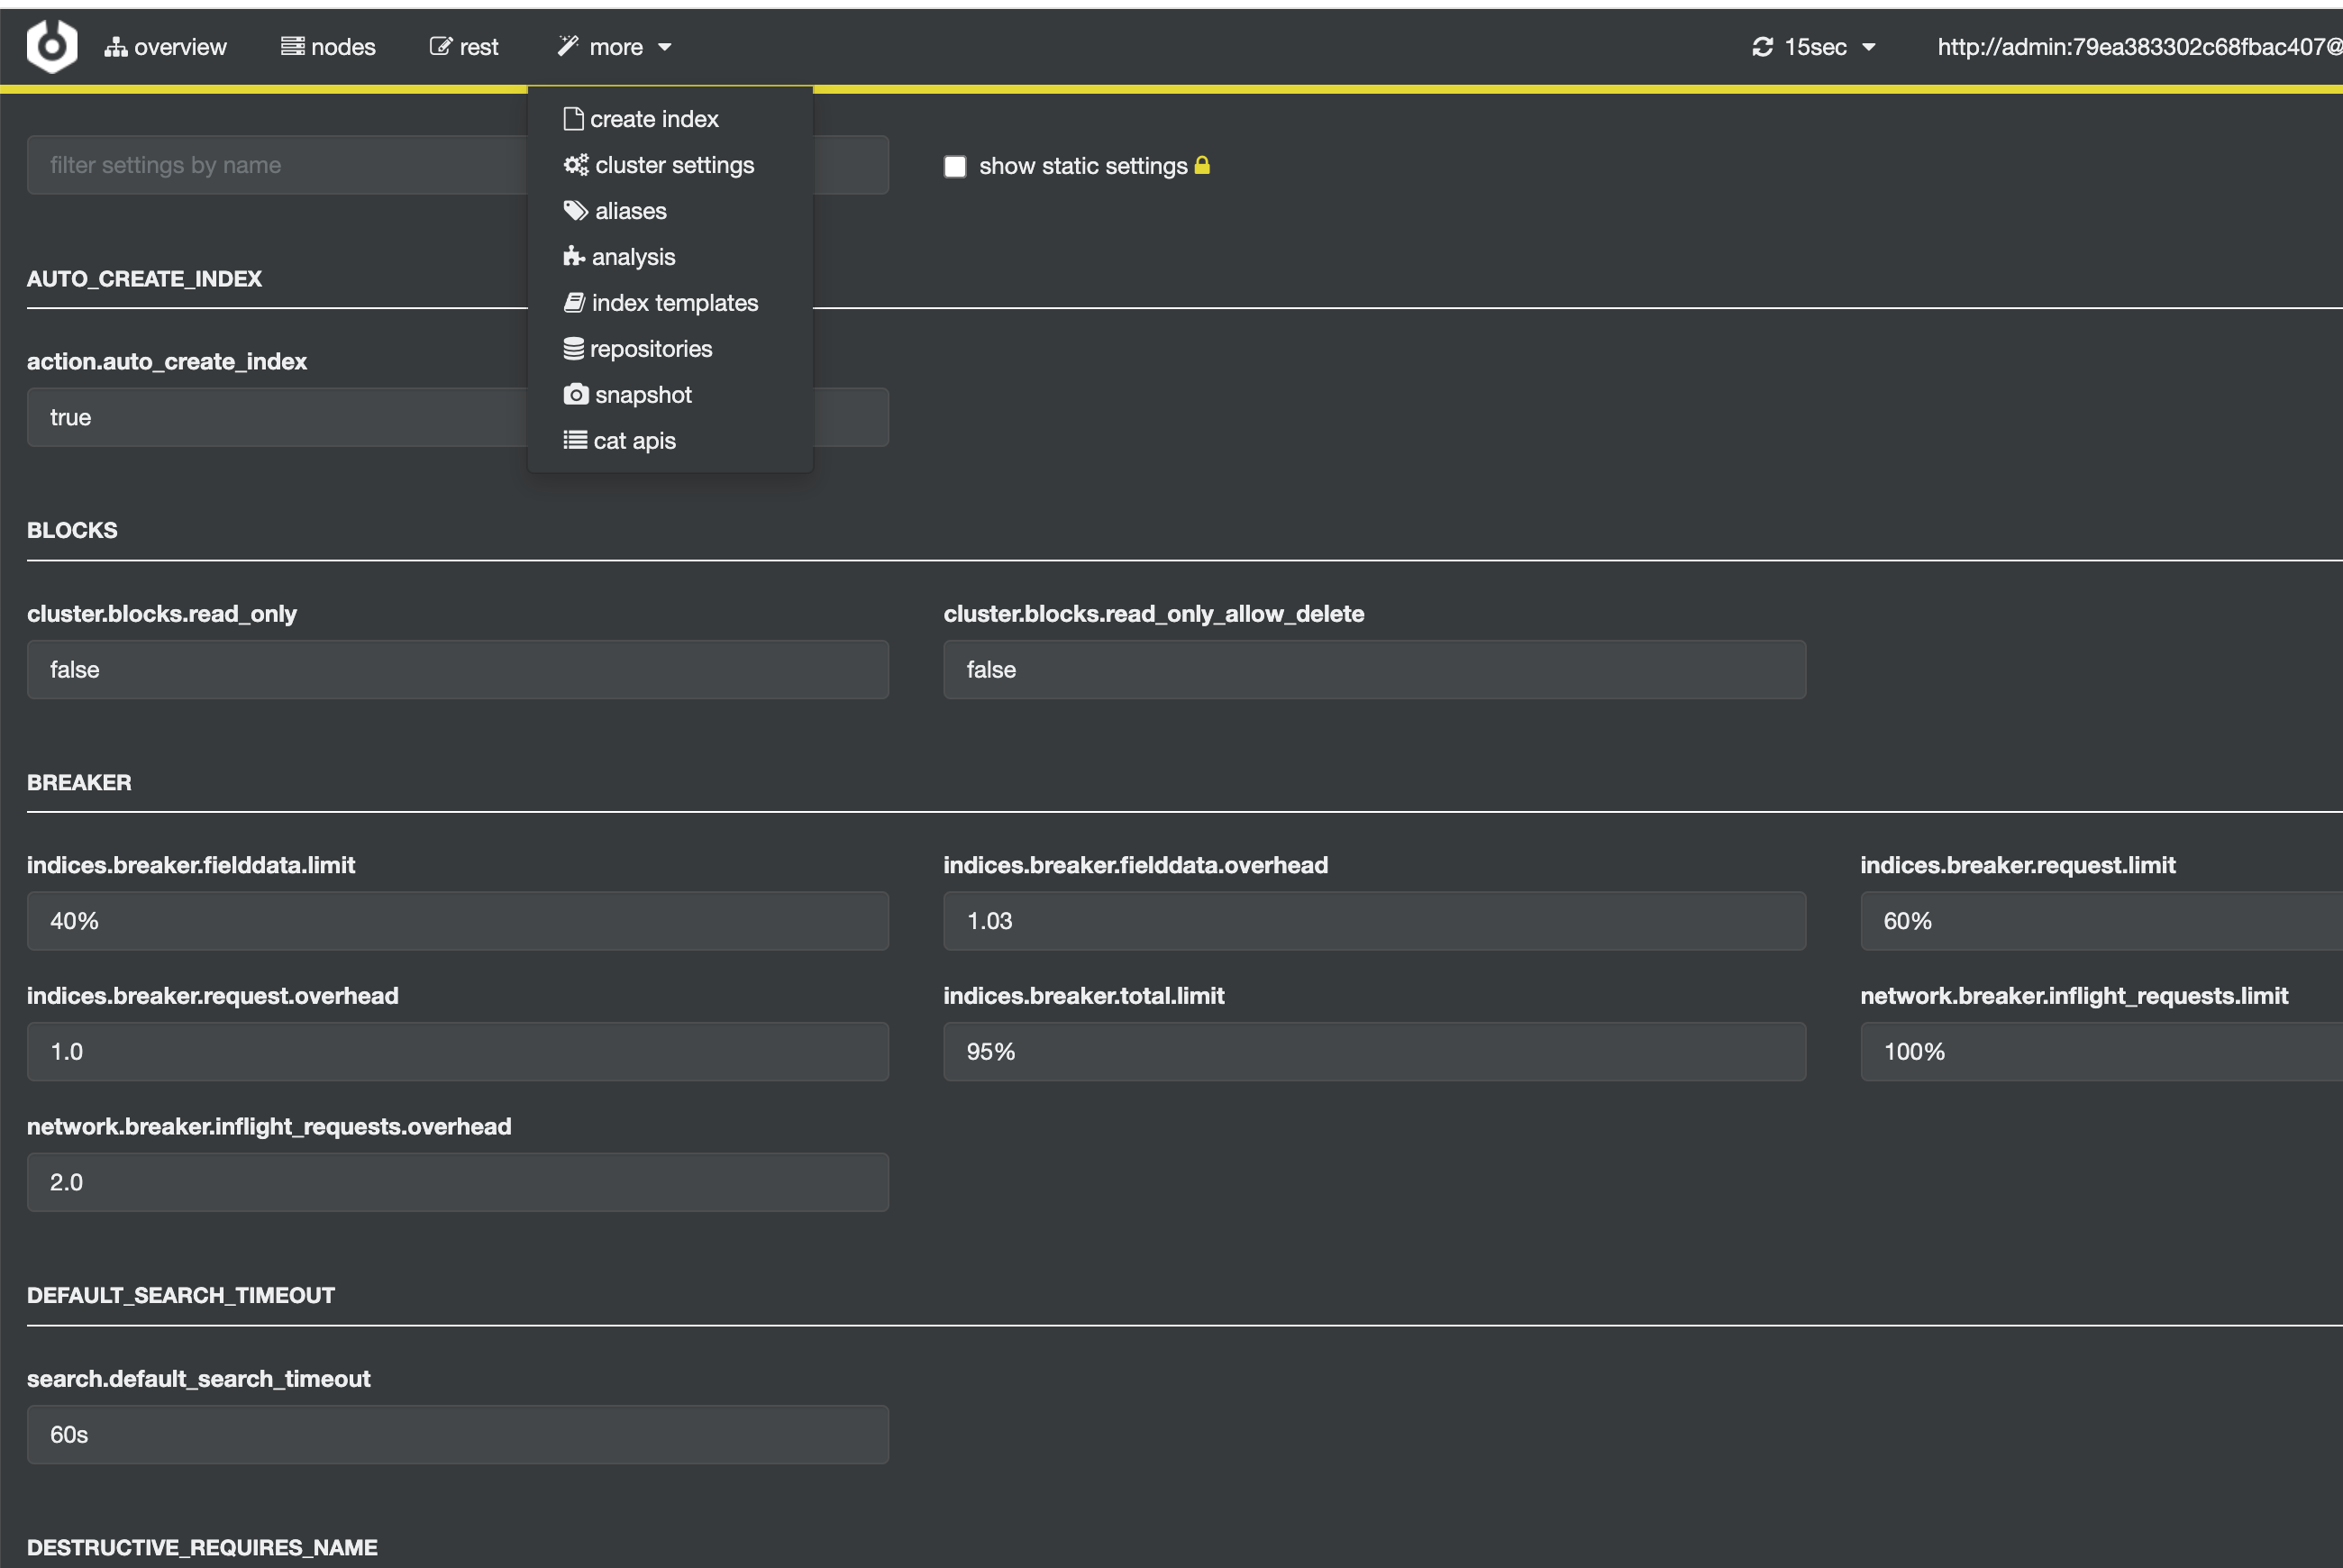 overview nodes rest more 15sec http://admin:79ea383302c68fbac407@
create index
filter settings by name cluster settings show static settings
aliases
analysis
AUTO_CREATE_INDEX
index templates
repositories
action.auto_create_index
snapshot
true
cat apis
BLOCKS
cluster.blocks.read_only cluster.blocks.read_only_allow_delete
false false
BREAKER
indices.breaker.fielddata.limit indices.breaker.fielddata.overhead indices.breaker.request.limit
40% 1.03 60%
indices.breaker.request.overhead indices.breaker.total.limit network.breaker.inflight_requests.limit
1.0 95% 100%
network.breaker.inflight_requests.overhead
2.0
DEFAULT_SEARCH_TIMEOUT
search.default_search_timeout
60s
DESTRUCTIVE_REQUIRES_NAME